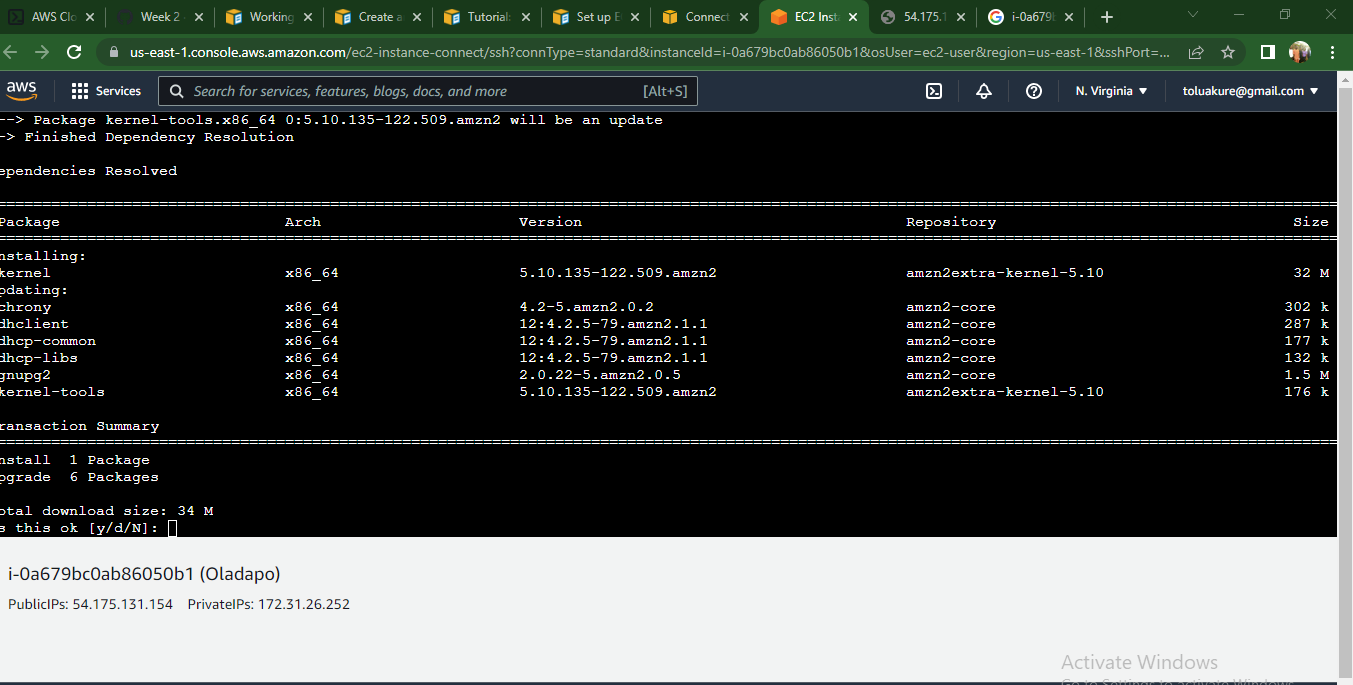 AWS Clo
Week 2
Working
Create a
Tutorial:
Set up E
Connect
EC2 Inst
54.175.1
i-0a679b
us-east-1.console.aws.amazon.com/ec2-instance-connect/ssh?connType=standard&instanceId=i-0a679bc0ab86050b1&osUser=ec2-user&region=us-east-1&sshPort=...
aws
Services
Search for services, features, blogs, docs, and more
[Alt+S]
N. Virginia
toluakure@gmail.com
--> Package kernel-tools.x86_64 0:5.10.135-122.509.amzn2 will be an update
-> Finished Dependency Resolution
ependencies Resolved
Package Arch Version Repository Size
nstalling:
kernel x86_64 5.10.135-122.509.amzn2 amzn2extra-kernel-5.10 32 M
pdating:
chrony x86_64 4.2-5.amzn2.0.2 amzn2-core 302 k
dhclient x86_64 12:4.2.5-79.amzn2.1.1 amzn2-core 287 k
dhcp-common x86_64 12:4.2.5-79.amzn2.1.1 amzn2-core 177 k
dhcp-libs x86_64 12:4.2.5-79.amzn2.1.1 amzn2-core 132 k
gnupg2 x86_64 2.0.22-5.amzn2.0.5 amzn2-core 1.5 M
kernel-tools x86_64 5.10.135-122.509.amzn2 amzn2extra-kernel-5.10 176 k
ransaction Summary
nstall 1 Package
pgrade 6 Packages
otal download size: 34 M
s this ok [y/d/N]:
i-0a679bc0ab86050b1 (Oladapo)
PublicIPs: 54.175.131.154 PrivateIPs: 172.31.26.252
Activate Windows
Go to Settings to activate Windows.